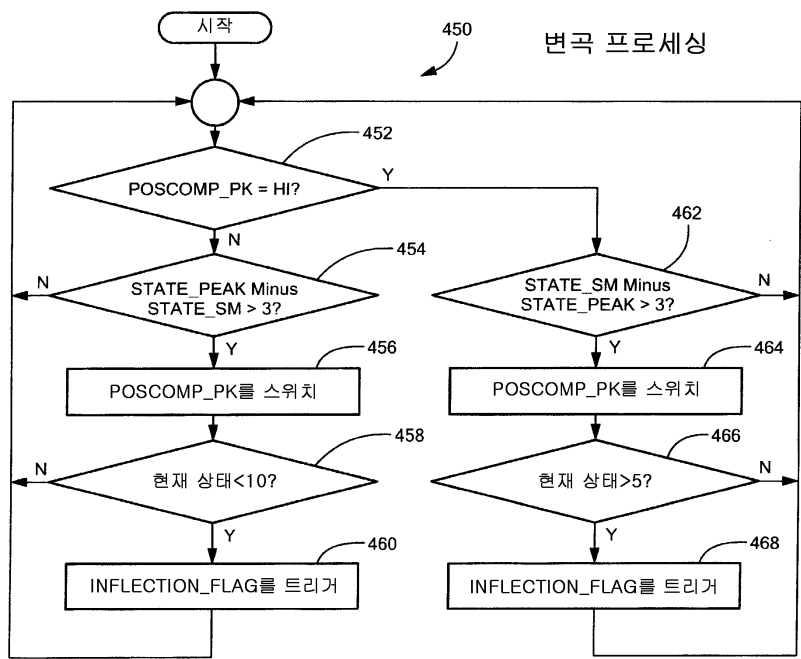 시작
450
변곡 프로세싱
452
POSCOMP_PK = HI?
Y
N
454
462
N
STATE_PEAK Minus
STATE_SM > 3?
STATE_SM Minus
STATE_PEAK > 3?
N
Y
456
Y
464
POSCOMP_PK를 스위치
POSCOMP_PK를 스위치
458
466
N
현재 상태<10?
현재 상태>5?
N
Y
460
Y
468
INFLECTION_FLAG를 트리거
INFLECTION_FLAG를 트리거